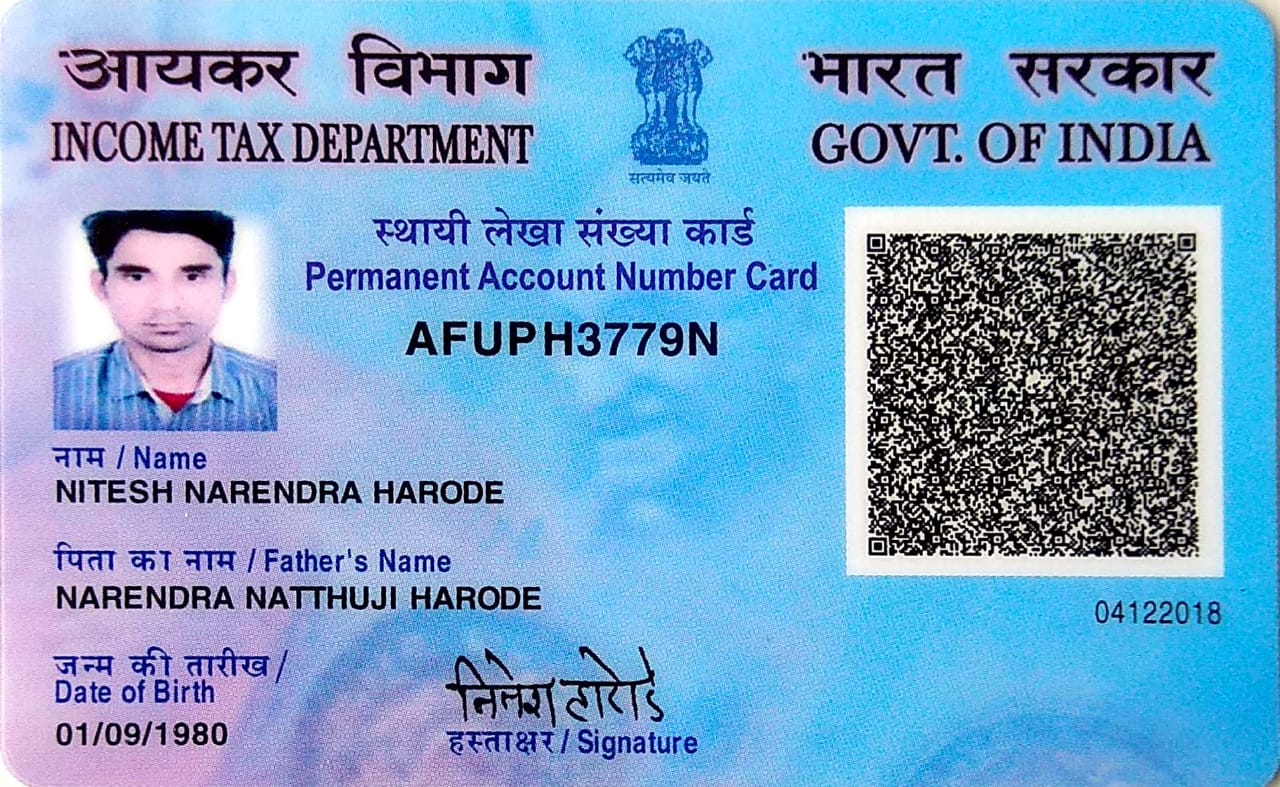 आयकर विभाग
INCOME TAX DEPARTMENT
सत्यमेव जयते
भारत सरकार
GOVT. OF INDIA
स्थायी लेखा संख्या कार्ड
Permanent Account Number Card
AFUPH3779N
नाम / Name
NITESH NARENDRA HARODE
पिता का नाम / Father's Name
NARENDRA NATTHUJI HARODE
04122018
जन्म की तारीख /
Date of Birth
01/09/1980
नितेश हारोडे
हस्ताक्षर / Signature